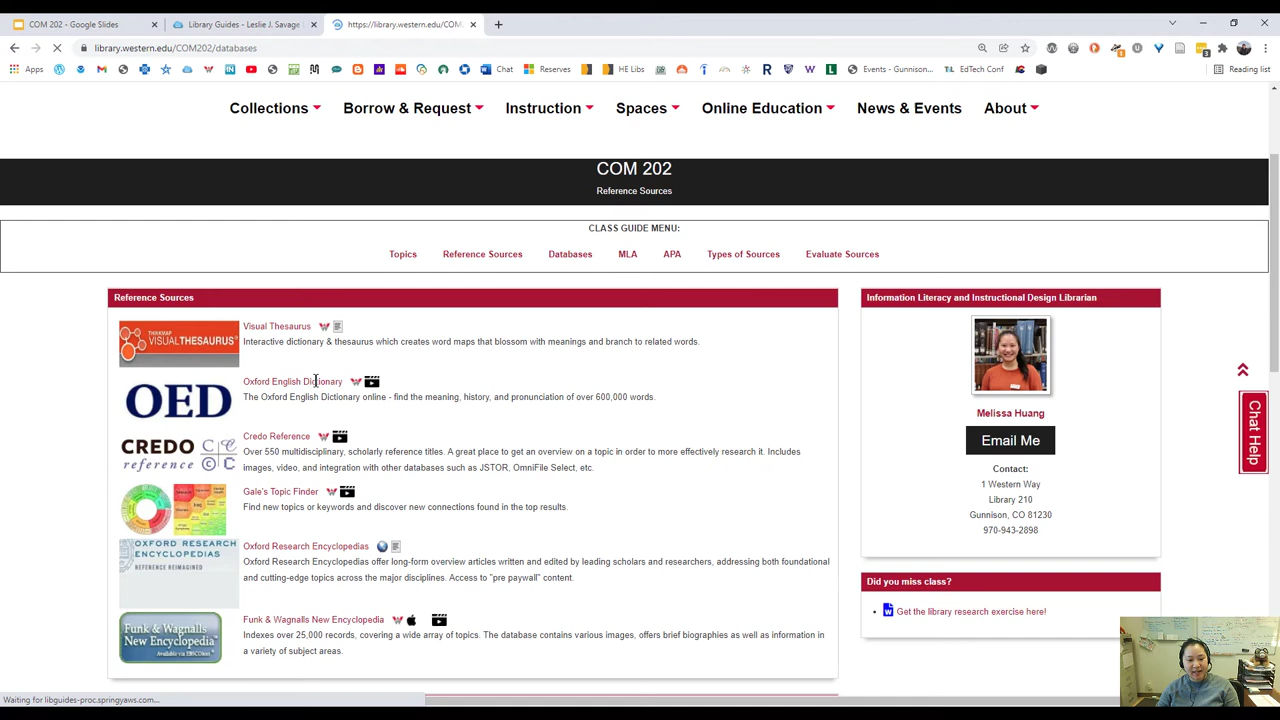 COM 202 - Google Slides
Library Guides - Leslie J. Savage
https://library.western.edu/COM
library.western.edu/COM202/databases
Apps
Chat
Reserves
HE Libs
Events - Gunnison...
EdTech Conf
Reading list
Collections
Borrow & Request
Instruction
Spaces
Online Education
News & Events
About
COM 202
Reference Sources
CLASS GUIDE MENU:
Topics
Reference Sources
Databases
MLA
APA
Types of Sources
Evaluate Sources
Reference Sources
THINKMAP
VISUALTHESAURUS
Visual Thesaurus
Interactive dictionary & thesaurus which creates word maps that blossom with meanings and branch to related words.
OED
Oxford English Dictionary
The Oxford English Dictionary online - find the meaning, history, and pronunciation of over 600,000 words.
CREDO
reference
Credo Reference
Over 550 multidisciplinary, scholarly reference titles. A great place to get an overview on a topic in order to more effectively research it. Includes
images, video, and integration with other databases such as JSTOR, OmniFile Select, etc.
Gale's Topic Finder
Find new topics or keywords and discover new connections found in the top results.
OXFORD RESEARCH
ENCYCLOPEDIAS
REFERENCE REIMAGINED
Oxford Research Encyclopedias
Oxford Research Encyclopedias offer long-form overview articles written and edited by leading scholars and researchers, addressing both foundational
and cutting-edge topics across the major disciplines. Access to "pre paywall" content.
Funk & Wagnalls
New Encyclopedia
Available via EBSCOhost
Funk & Wagnalls New Encyclopedia
Indexes over 25,000 records, covering a wide array of topics. The database contains various images, offers brief biographies as well as information in
a variety of subject areas.
Information Literacy and Instructional Design Librarian
Melissa Huang
Email Me
Contact:
1 Western Way
Library 210
Gunnison, CO 81230
970-943-2898
Did you miss class?
Get the library research exercise here!
Chat Help
Waiting for libguides-proc.springyaws.com...